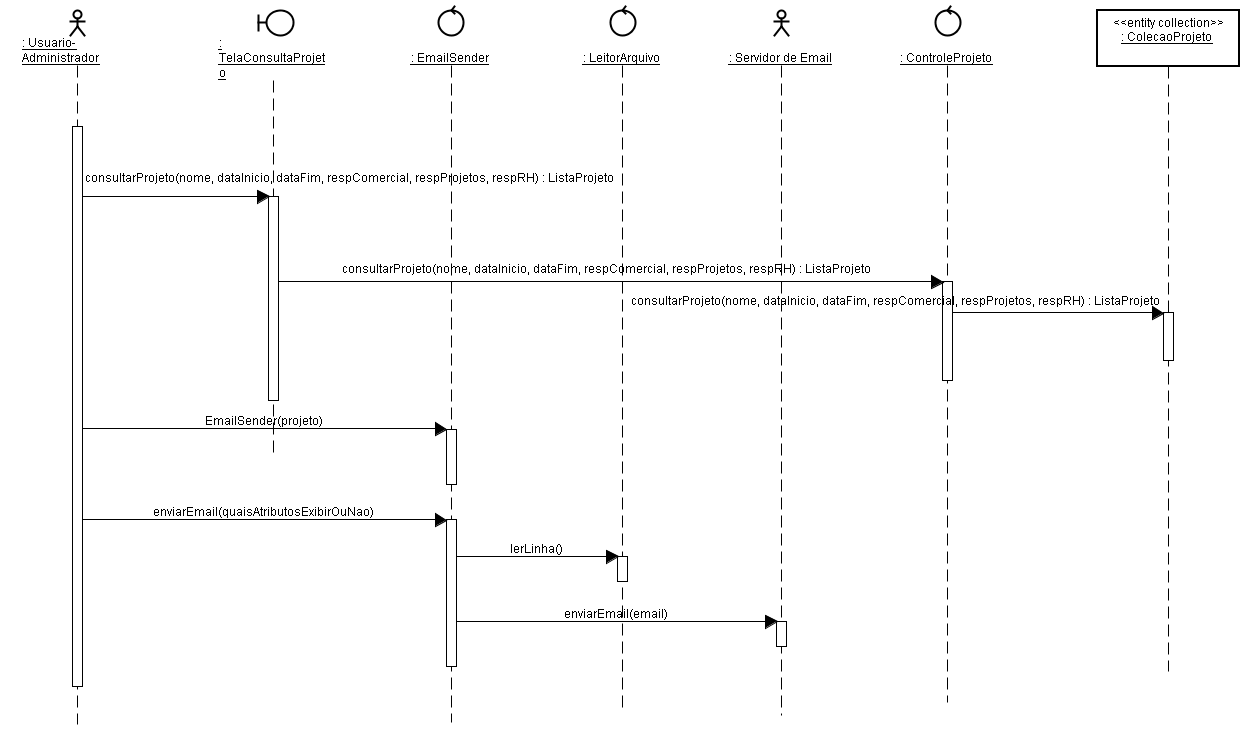 : Usuario-
Administrador
:
TelaConsultaProjet
o
: EmailSender
: LeitorArquivo
: Servidor de Email
: ControleProjeto
<<entity collection>>
: ColecaoProjeto
consultarProjeto(nome, dataInicio, dataFim, respComercial, respProjetos, respRH) : ListaProjeto
consultarProjeto(nome, dataInicio, dataFim, respComercial, respProjetos, respRH) : ListaProjeto
consultarProjeto(nome, dataInicio, dataFim, respComercial, respProjetos, respRH) : ListaProjeto
EmailSender(projeto)
enviarEmail(quaisAtributosExibirOuNao)
lerLinha()
enviarEmail(email)